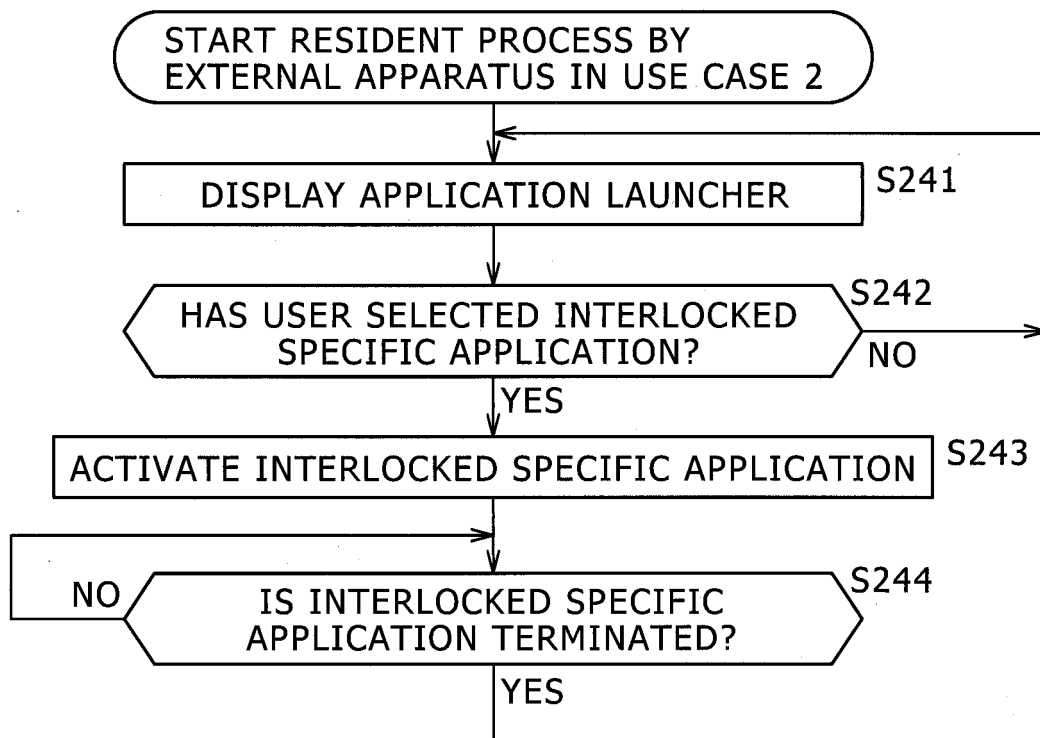 START RESIDENT PROCESS BY
EXTERNAL APPARATUS IN USE CASE 2
DISPLAY APPLICATION LAUNCHER
S241
HAS USER SELECTED INTERLOCKED
SPECIFIC APPLICATION?
S242
NO
YES
ACTIVATE INTERLOCKED SPECIFIC APPLICATION
S243
NO
IS INTERLOCKED SPECIFIC
APPLICATION TERMINATED?
S244
YES